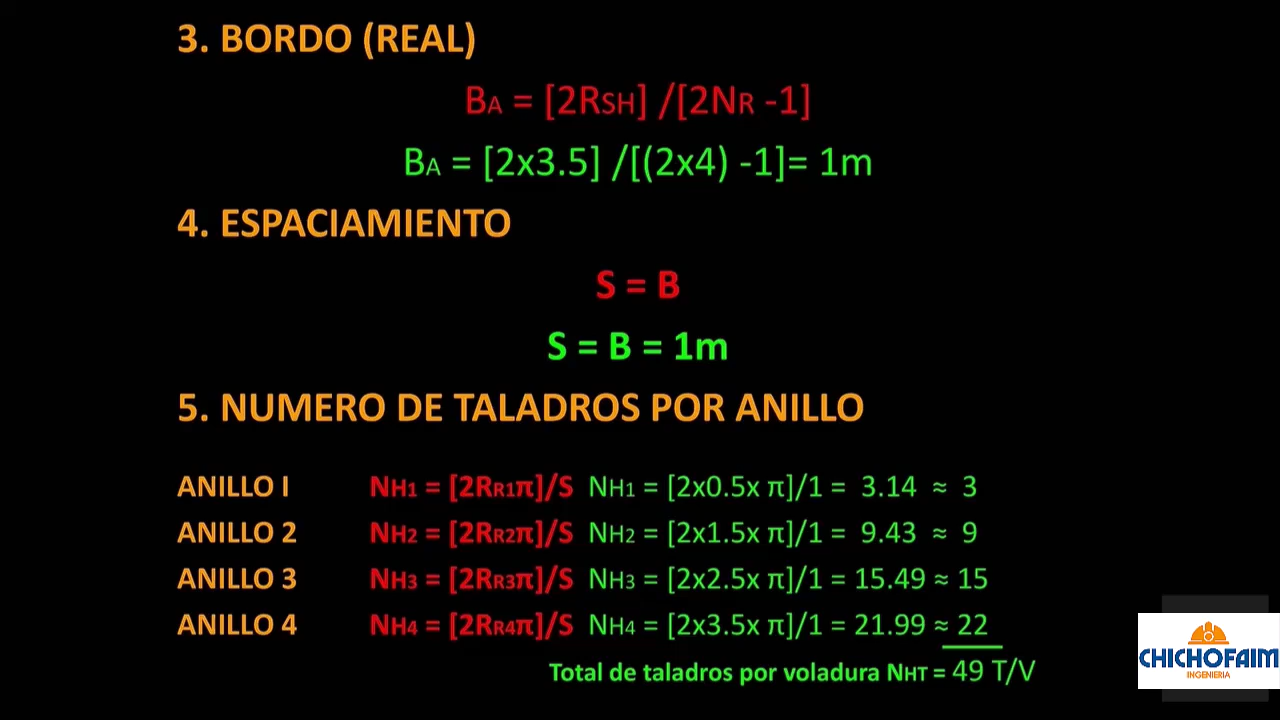 3. BORDO (REAL)
BA = [2RSH] /[2NR -1]
BA = [2x3.5] /[(2x4) -1]= 1m
4. ESPACIAMIENTO
S = B
S = B = 1m
5. NUMERO DE TALADROS POR ANILLO
ANILLO I NH1 = [2RR1π]/S NH1 = [2x0.5x π]/1 = 3.14 ≈ 3
ANILLO 2 NH2 = [2RR2π]/S NH2 = [2x1.5x π]/1 = 9.43 ≈ 9
ANILLO 3 NH3 = [2RR3π]/S NH3 = [2x2.5x π]/1 = 15.49 ≈ 15
ANILLO 4 NH4 = [2RR4π]/S NH4 = [2x3.5x π]/1 = 21.99 ≈ 22
Total de taladros por voladura NHT = 49 T/V
CHICHOFAIM
INGENIERIA